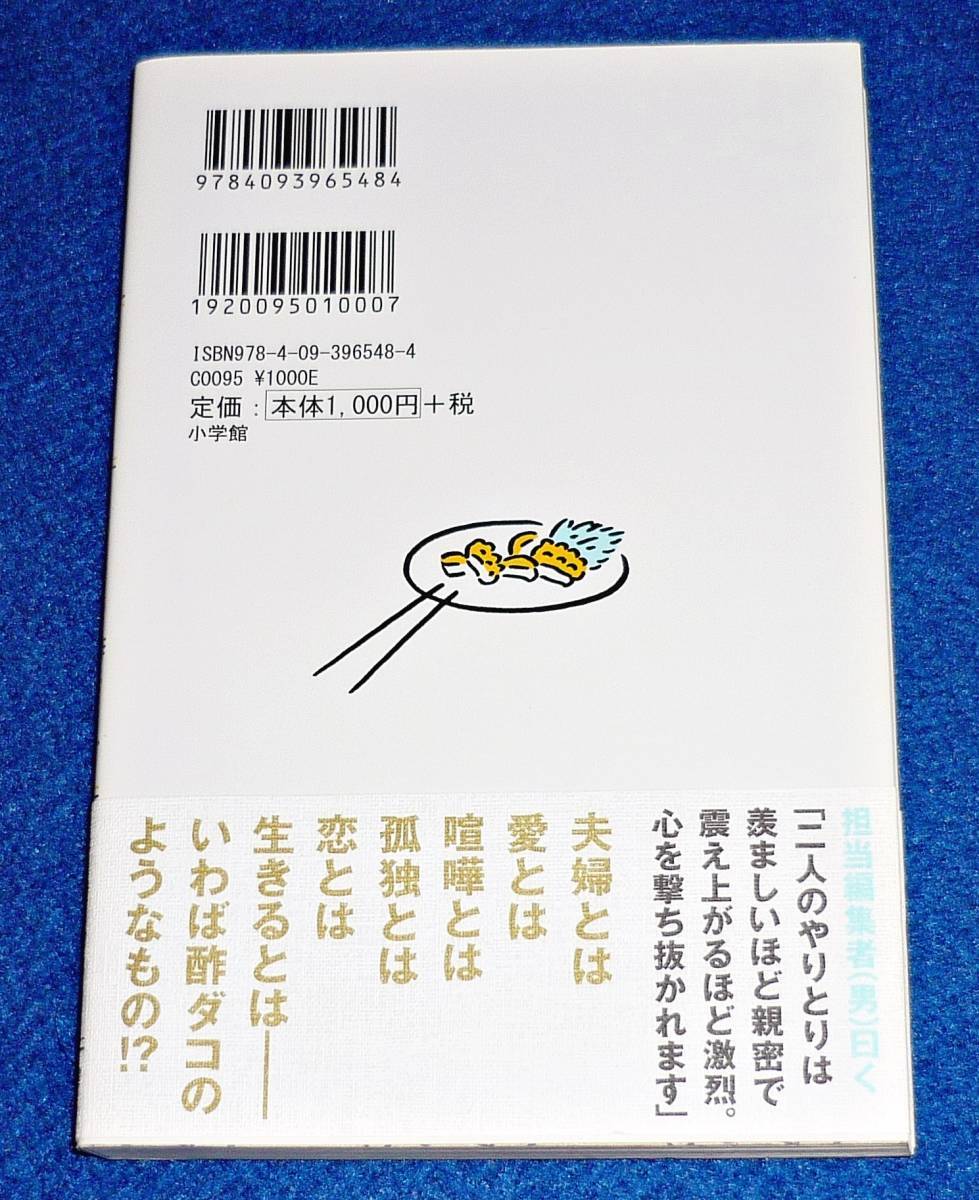 9784093965484
1920095010007
ISBN978-4-09-396548-4
C0095 ¥1000E
定価：本体1,000円＋税
小学館
担当編集者（男）曰く
「二人のやりとりは
羨ましいほど親密で
震え上がるほど激烈。
心を撃ち抜かれます」
夫婦とは
愛とは
喧嘩とは
孤独とは
恋とは
生きるとは――
いわば酢ダコの
ようなもの!?